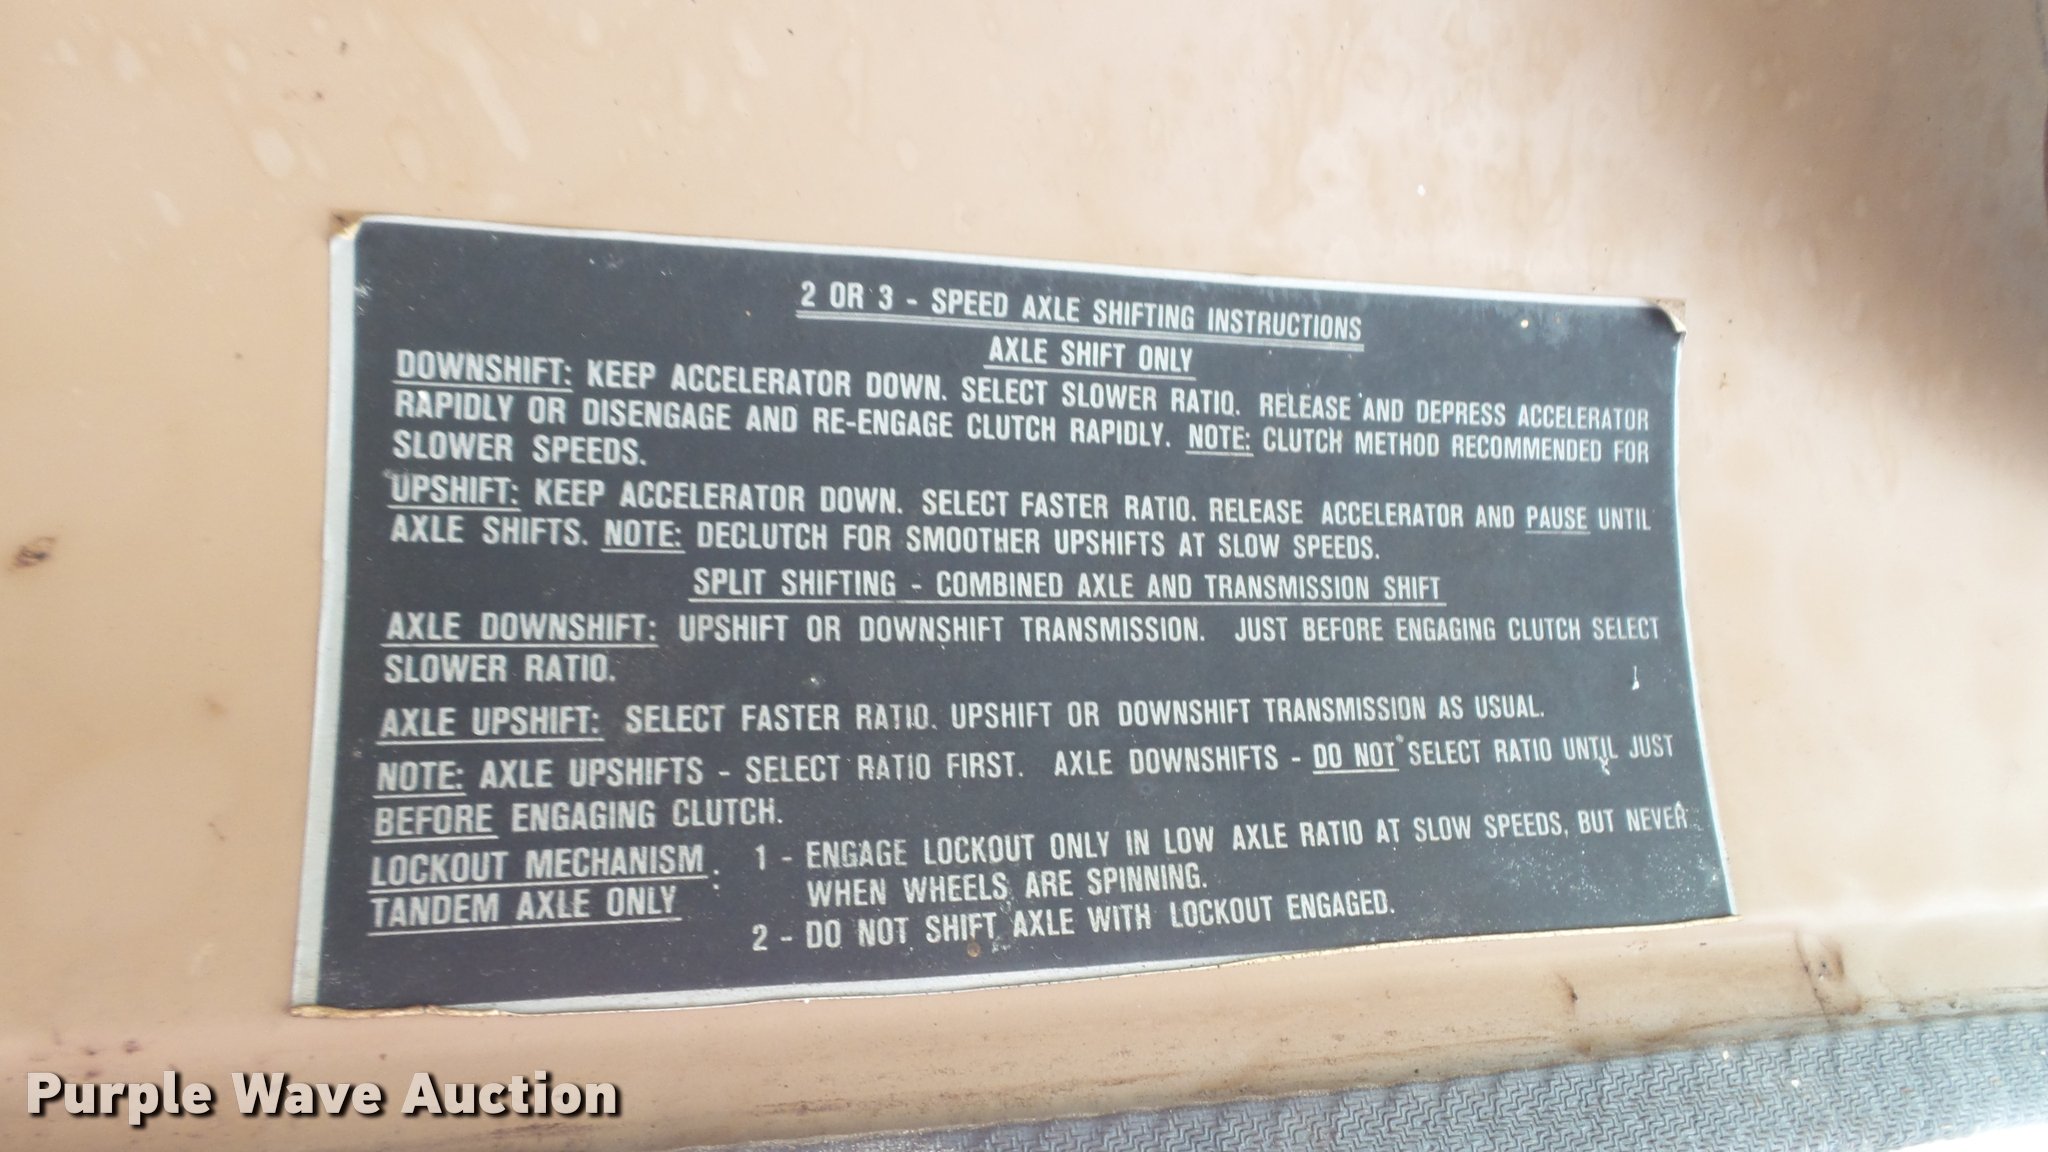 2 OR 3 - SPEED AXLE SHIFTING INSTRUCTIONS
AXLE SHIFT ONLY
DOWNSHIFT: KEEP ACCELERATOR DOWN. SELECT SLOWER RATIO. RELEASE AND DEPRESS ACCELERATOR
RAPIDLY OR DISENGAGE AND RE-ENGAGE CLUTCH RAPIDLY. NOTE: CLUTCH METHOD RECOMMENDED FOR
SLOWER SPEEDS.
UPSHIFT: KEEP ACCELERATOR DOWN. SELECT FASTER RATIO. RELEASE ACCELERATOR AND PAUSE UNTIL
AXLE SHIFTS. NOTE: DECLUTCH FOR SMOOTHER UPSHIFTS AT SLOW SPEEDS.
SPLIT SHIFTING - COMBINED AXLE AND TRANSMISSION SHIFT
AXLE DOWNSHIFT: UPSHIFT OR DOWNSHIFT TRANSMISSION. JUST BEFORE ENGAGING CLUTCH SELECT
SLOWER RATIO.
AXLE UPSHIFT: SELECT FASTER RATIO. UPSHIFT OR DOWNSHIFT TRANSMISSION AS USUAL.
NOTE: AXLE UPSHIFTS - SELECT RATIO FIRST. AXLE DOWNSHIFTS - DO NOT SELECT RATIO UNTIL JUST
BEFORE ENGAGING CLUTCH.
LOCKOUT MECHANISM : 1 - ENGAGE LOCKOUT ONLY IN LOW AXLE RATIO AT SLOW SPEEDS, BUT NEVER
TANDEM AXLE ONLY WHEN WHEELS ARE SPINNING.
2 - DO NOT SHIFT AXLE WITH LOCKOUT ENGAGED.
Purple Wave Auction